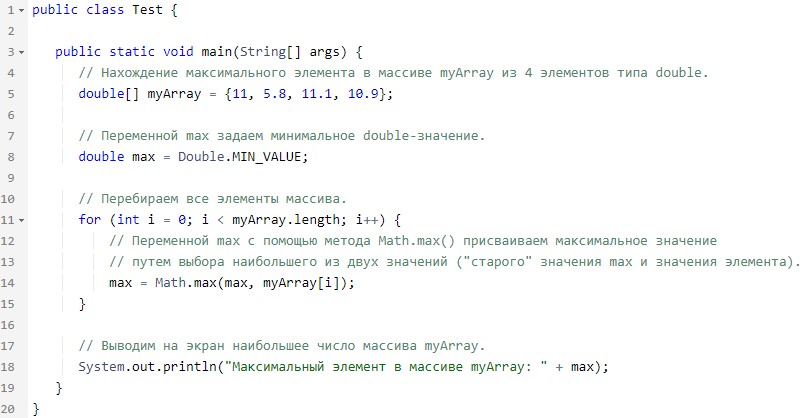 1 public class Test {
2
3 public static void main(String[] args) {
4 // Нахождение максимального элемента в массиве myArray из 4 элементов типа double.
5 double[] myArray = {11, 5.8, 11.1, 10.9};
6
7 // Переменной max задаем минимальное double-значение.
8 double max = Double.MIN_VALUE;
9
10 // Перебираем все элементы массива.
11 for (int i = 0; i < myArray.length; i++) {
12 // Переменной max с помощью метода Math.max() присваиваем максимальное значение
13 // путем выбора наибольшего из двух значений ("старого" значения max и значения элемента).
14 max = Math.max(max, myArray[i]);
15 }
16
17 // Выводим на экран наибольшее число массива myArray.
18 System.out.println("Максимальный элемент в массиве myArray: " + max);
19 }
20 }